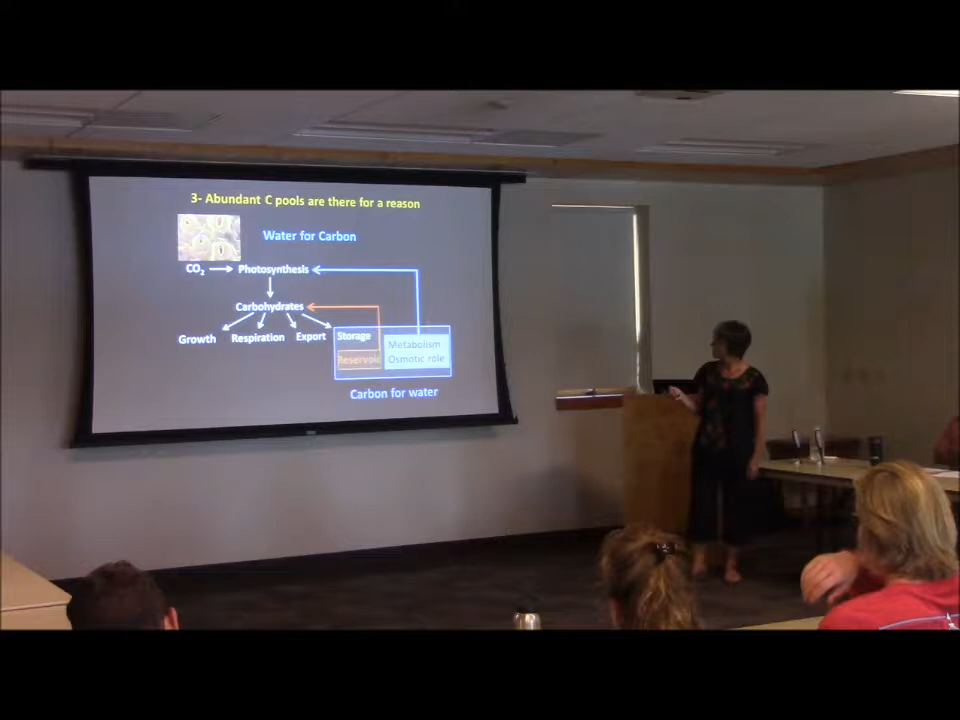 3- Abundant C pools are there for a reason
Water for Carbon
CO2 Photosynthesis
Carbohydrates
Growth Respiration Export Storage
Metabolism
Reservoir Osmotic role
Carbon for water